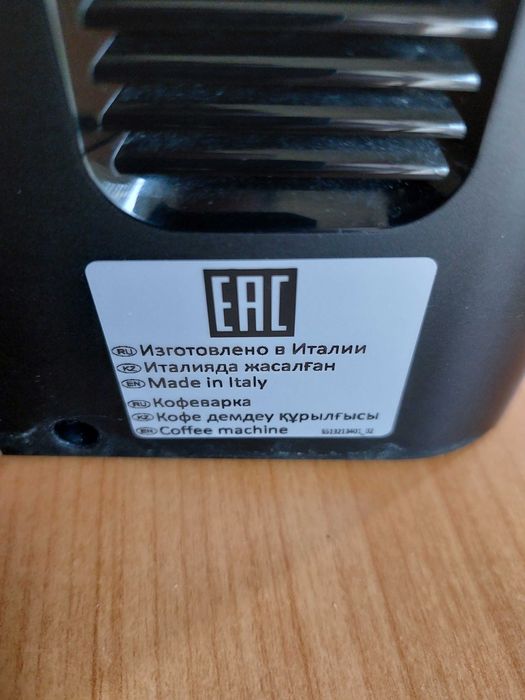 EAC
RU Изготовлено в Италии
KZ Италияда жасалған
EN Made in Italy
RU Кофеварка
KZ Кофе демдеу құрылғысы
EN Coffee machine